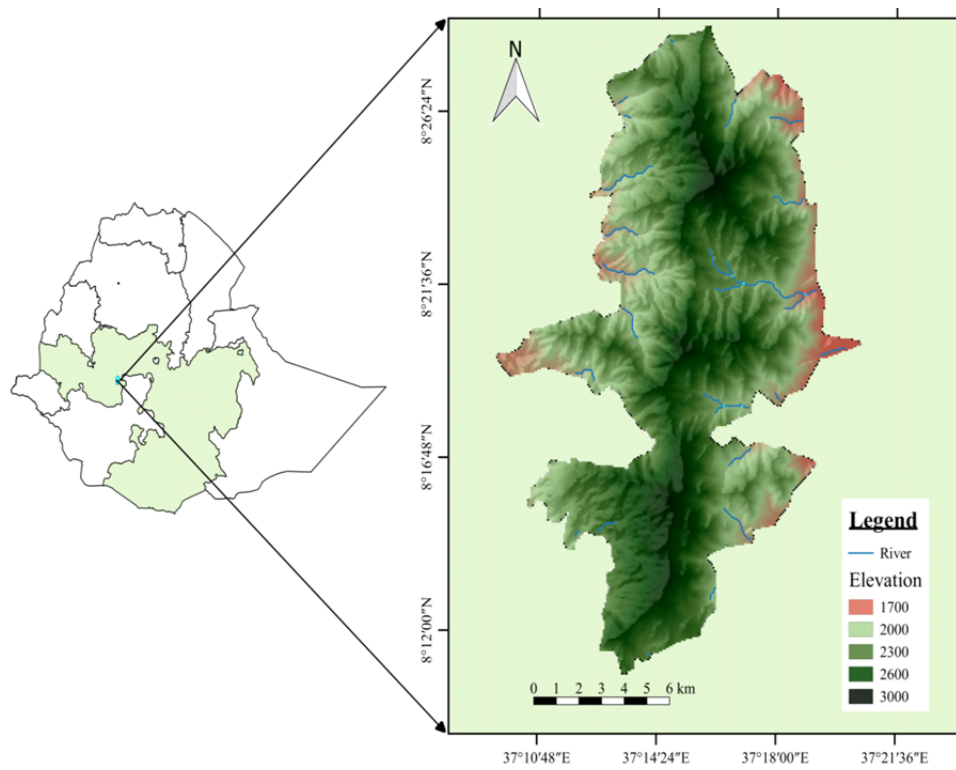 N
8°26′24″N
8°21′36″N
8°16′48″N
8°12′00″N
Legend
River
Elevation
1700
2000
2300
2600
3000
0 1 2 3 4 5 6 km
37°10′48″E 37°14′24″E 37°18′00″E 37°21′36″E